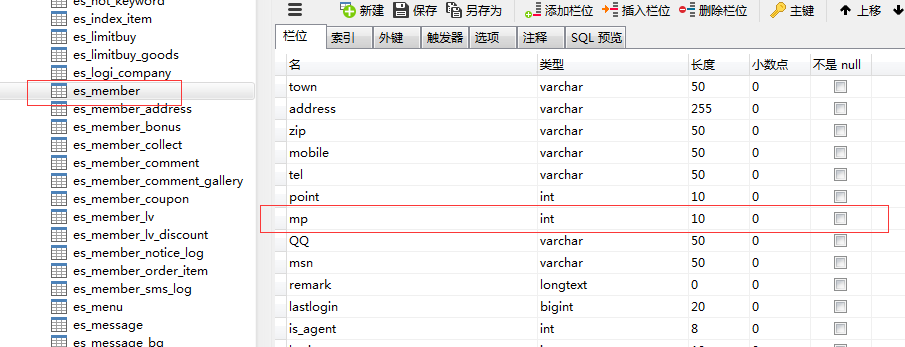 es_hot_keyword
es_index_item
es_limitbuy
es_limitbuy_goods
es_logi_company
es_member
es_member_address
es_member_bonus
es_member_collect
es_member_comment
es_member_comment_gallery
es_member_coupon
es_member_lv
es_member_lv_discount
es_member_notice_log
es_member_order_item
es_member_sms_log
es_menu
es_message
新建 保存 另存为 添加栏位 插入栏位 删除栏位 主键 上移
栏位 索引 外键 触发器 选项 注释 SQL 预览
名 类型 长度 小数点 不是 null
town varchar 50 0
address varchar 255 0
zip varchar 50 0
mobile varchar 50 0
tel varchar 50 0
point int 10 0
mp int 10 0
QQ varchar 50 0
msn varchar 50 0
remark longtext 0 0
lastlogin bigint 20 0
is_agent int 8 0